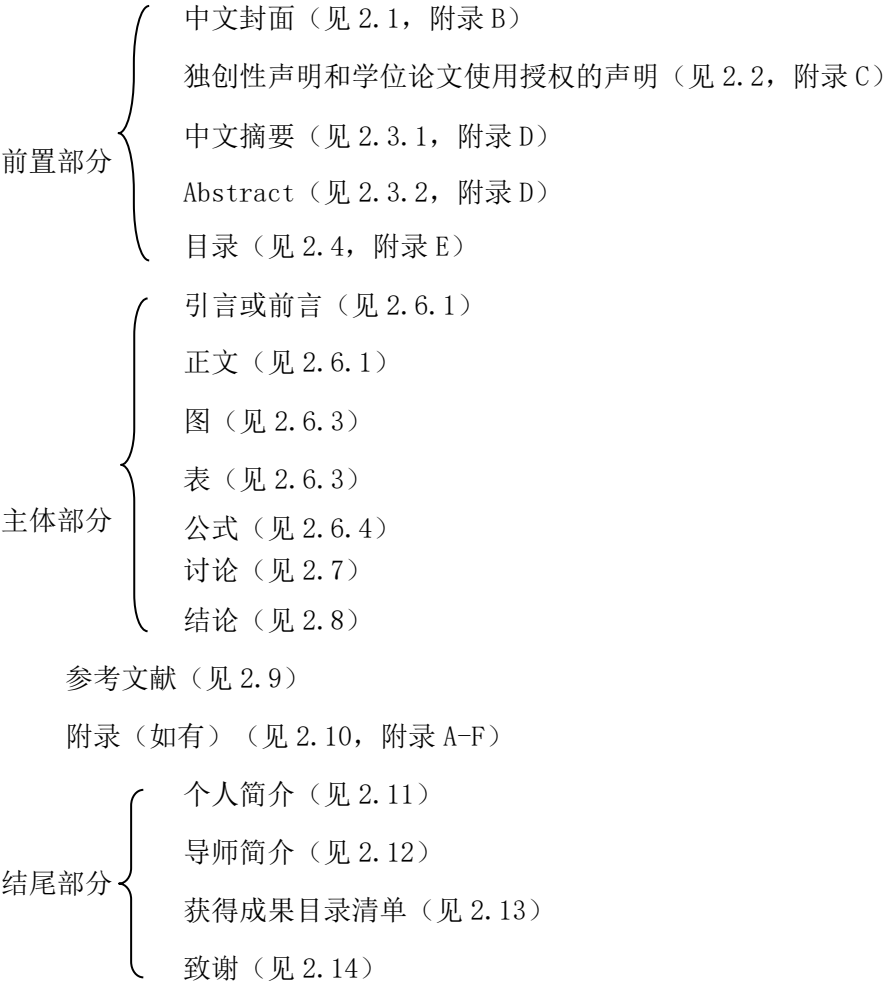 中文封面（见 2.1，附录 B）
独创性声明和学位论文使用授权的声明（见 2.2，附录 C）
前置部分
中文摘要（见 2.3.1，附录 D）
Abstract（见 2.3.2，附录 D）
目录（见 2.4，附录 E）
引言或前言（见 2.6.1）
正文（见 2.6.1）
图（见 2.6.3）
表（见 2.6.3）
主体部分
公式（见 2.6.4）
讨论（见 2.7）
结论（见 2.8）
参考文献（见 2.9）
附录（如有）（见 2.10，附录 A-F）
个人简介（见 2.11）
导师简介（见 2.12）
结尾部分
获得成果目录清单（见 2.13）
致谢（见 2.14）